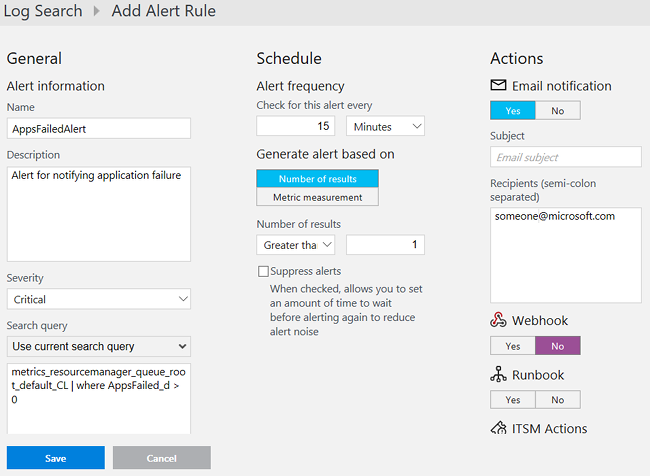 Log Search Add Alert Rule
General
Alert information
Name
AppsFailedAlert
Description
Alert for notifying application failure
Severity
Critical
Search query
Use current search query
metrics_resourcemanager_queue_roo
t_default_CL | where AppsFailed_d >
0
Save
Cancel
Schedule
Alert frequency
Check for this alert every
15
Minutes
Generate alert based on
Number of results
Metric measurement
Number of results
Greater tha
1
Suppress alerts
When checked, allows you to set
an amount of time to wait
before alerting again to reduce
alert noise
Actions
Email notification
Yes
No
Subject
Email subject
Recipients (semi-colon
separated)
someone@microsoft.com
Webhook
Yes
No
Runbook
Yes
No
ITSM Actions